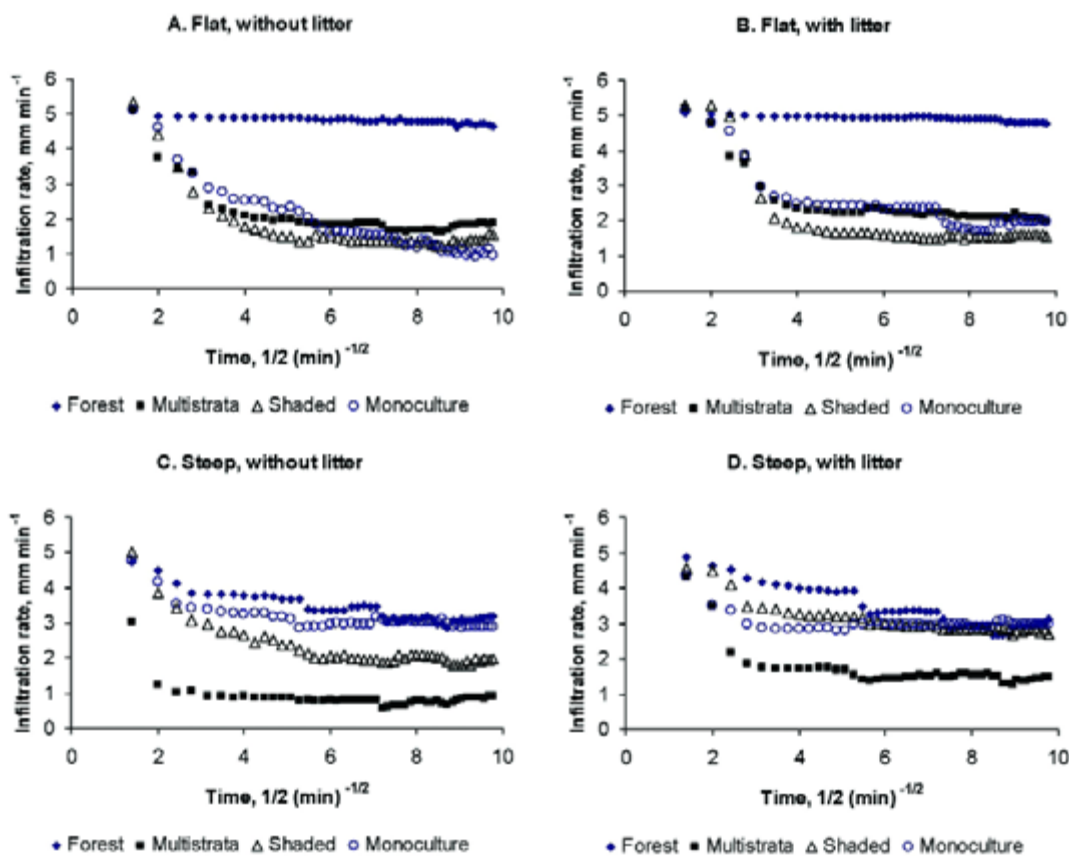 A. Flat, without litter
Infiltration rate, mm min⁻¹
6
5
4
3
2
1
0
0 2 4 6 8 10
Time, 1/2 (min) ⁻¹/²
Forest Multistrata Shaded Monoculture
B. Flat, with litter
Infiltration rate, mm min⁻¹
6
5
4
3
2
1
0
0 2 4 6 8 10
Time, 1/2 (min) ⁻¹/²
Forest Multistrata Shaded Monoculture
C. Steep, without litter
Infiltration rate, mm min⁻¹
6
5
4
3
2
1
0
0 2 4 6 8 10
Time, 1/2 (min) ⁻¹/²
Forest Multistrata Shaded Monoculture
D. Steep, with litter
Infiltration rate, mm min⁻¹
6
5
4
3
2
1
0
0 2 4 6 8 10
Time, 1/2 (min) ⁻¹/²
Forest Multistrata Shaded Monoculture